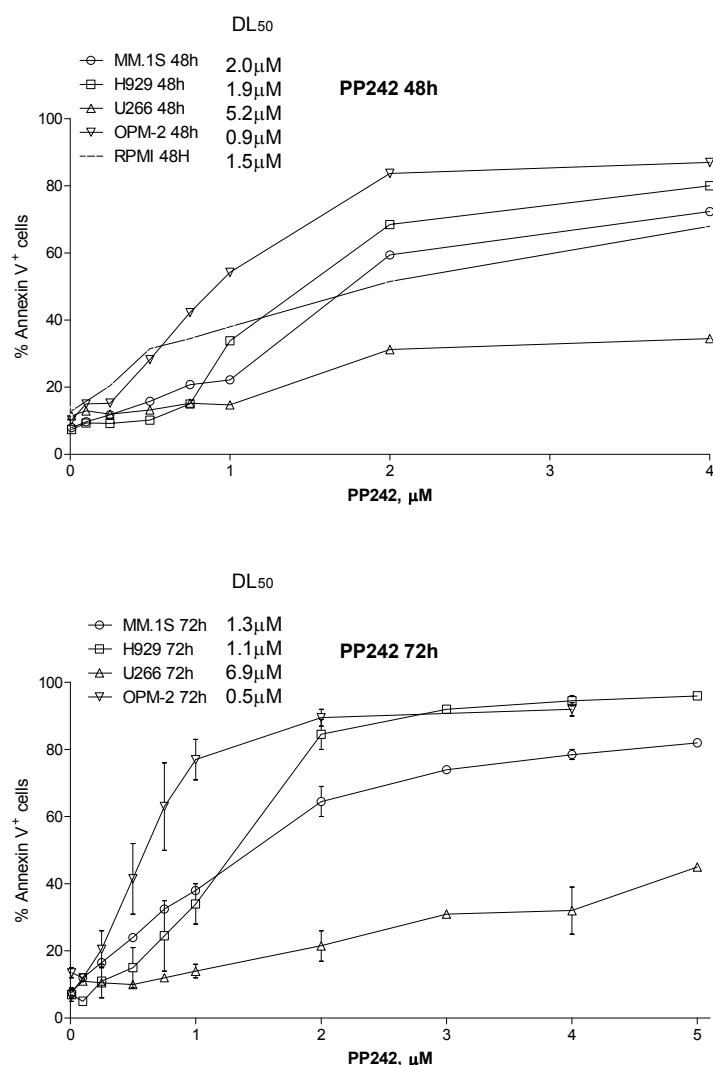 DL50
MM.1S 48h 2.0μM
H929 48h 1.9μM
U266 48h 5.2μM
OPM-2 48h 0.9μM
RPMI 48H 1.5μM
PP242 48h
100
80
60
40
20
0
% Annexin V+ cells
0 1 2 3 4
PP242, μM
DL50
MM.1S 72h 1.3μM
H929 72h 1.1μM
U266 72h 6.9μM
OPM-2 72h 0.5μM
PP242 72h
100
80
60
40
20
0
% Annexin V+ cells
0 1 2 3 4 5
PP242, μM